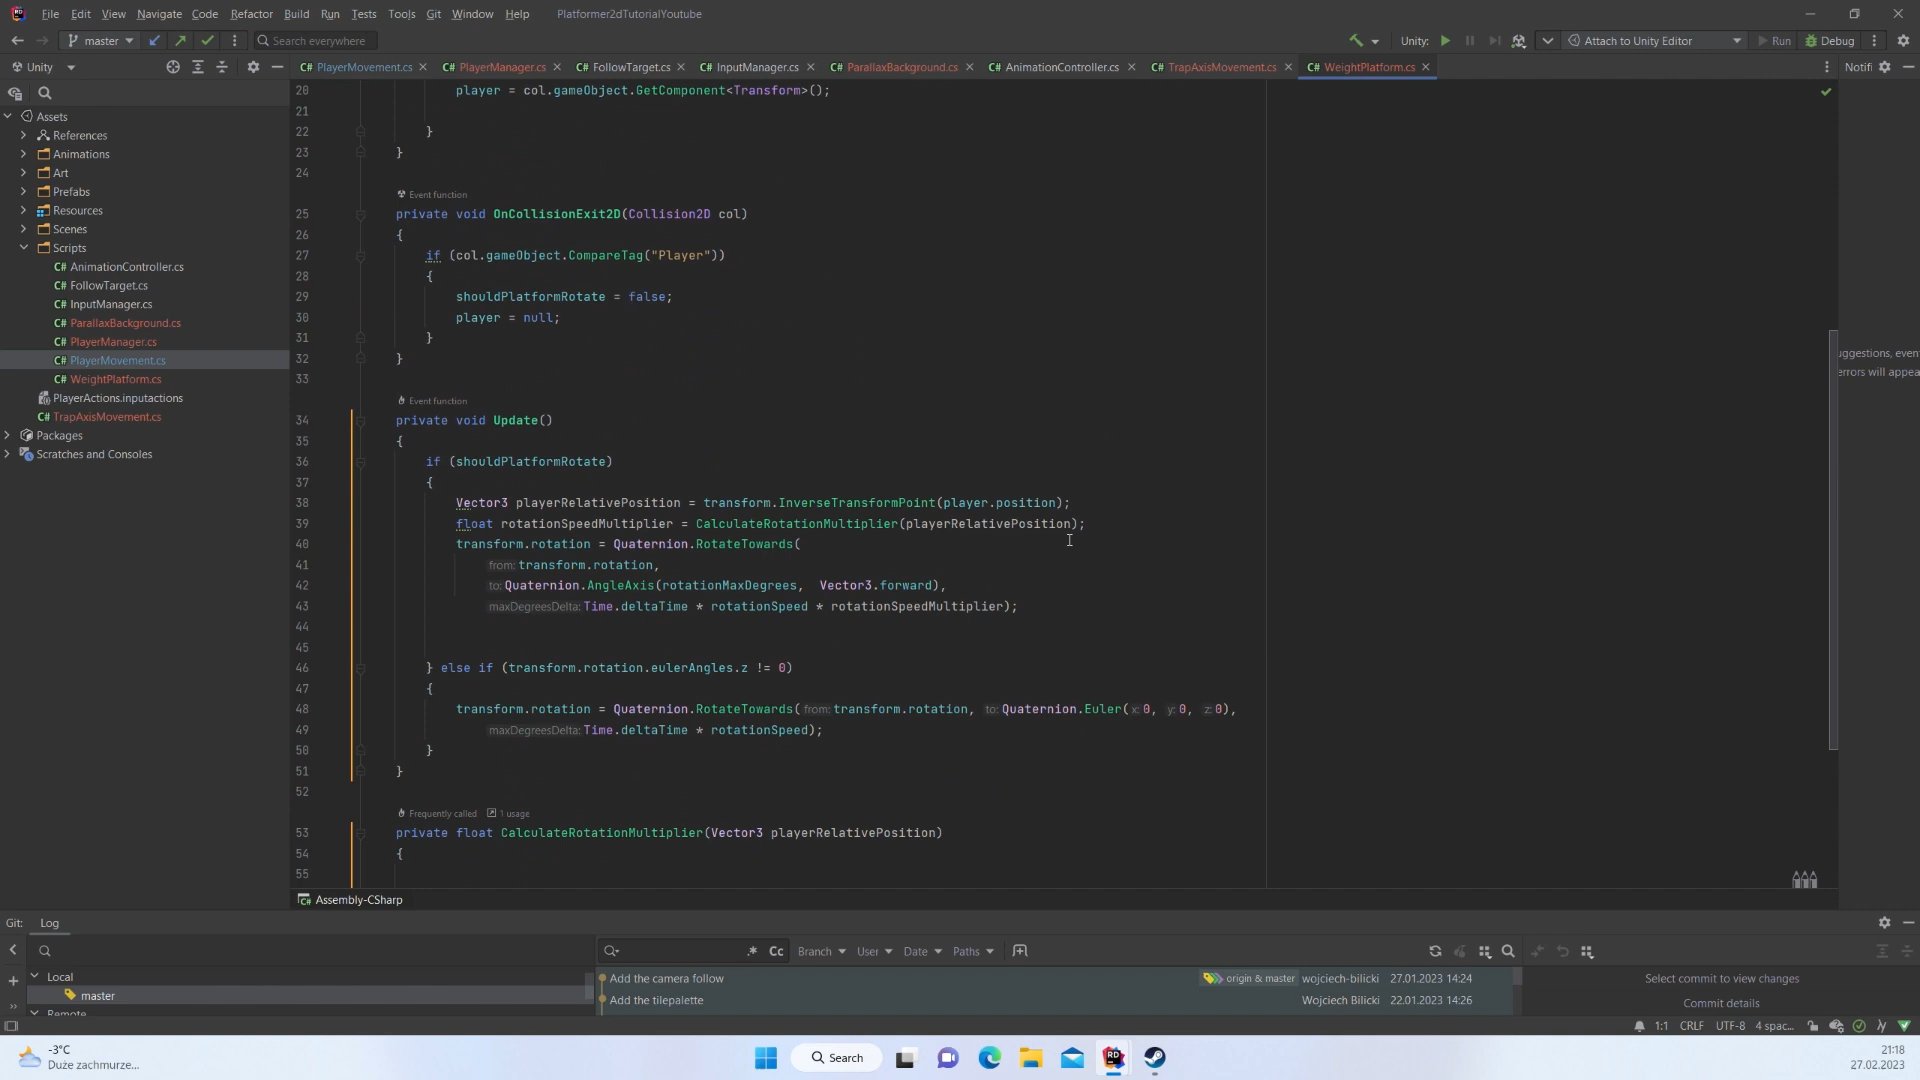 File Edit View Navigate Code Refactor Build Run Tests Tools Git Window Help Platformer2dTutorialYoutube
master Search everywhere Unity: Attach to Unity Editor Run Debug
Unity PlayerMovement.cs PlayerManager.cs FollowTarget.cs InputManager.cs ParallaxBackground.cs AnimationController.cs TrapAxisMovement.cs WeightPlatform.cs Notifi
Assets
References
Animations
Art
Prefabs
Resources
Scenes
Scripts
C# AnimationController.cs
C# FollowTarget.cs
C# InputManager.cs
C# ParallaxBackground.cs
C# PlayerManager.cs
C# PlayerMovement.cs
C# WeightPlatform.cs
PlayerActions.inputactions
C# TrapAxisMovement.cs
Packages
Scratches and Consoles
20 player = col.gameObject.GetComponent<Transform>();
21
22 }
23 }
24
Event function
25 private void OnCollisionExit2D(Collision2D col)
26 {
27 if (col.gameObject.CompareTag("Player"))
28 {
29 shouldPlatformRotate = false;
30 player = null;
31 }
32 }
33
Event function
34 private void Update()
35 {
36 if (shouldPlatformRotate)
37 {
38 Vector3 playerRelativePosition = transform.InverseTransformPoint(player.position);
39 float rotationSpeedMultiplier = CalculateRotationMultiplier(playerRelativePosition);
40 transform.rotation = Quaternion.RotateTowards(
41 from: transform.rotation,
42 to: Quaternion.AngleAxis(rotationMaxDegrees, Vector3.forward),
43 maxDegreesDelta: Time.deltaTime * rotationSpeed * rotationSpeedMultiplier);
44
45
46 } else if (transform.rotation.eulerAngles.z != 0)
47 {
48 transform.rotation = Quaternion.RotateTowards( from: transform.rotation, to: Quaternion.Euler( x: 0, y: 0, z: 0),
49 maxDegreesDelta: Time.deltaTime * rotationSpeed);
50 }
51 }
52
Frequently called 1 usage
53 private float CalculateRotationMultiplier(Vector3 playerRelativePosition)
54 {
55
uggestions, even
errors will appea
Assembly-CSharp
Git: Log
.* Cc Branch User Date Paths
Local
master
Remote
Add the camera follow origin & master wojciech-bilicki 27.01.2023 14:24
Add the tilepalette Wojciech Bilicki 22.01.2023 14:26
Select commit to view changes
Commit details
1:1 CRLF UTF-8 4 spac...
-3°C
Duże zachmurze...
Search
21:18
27.02.2023